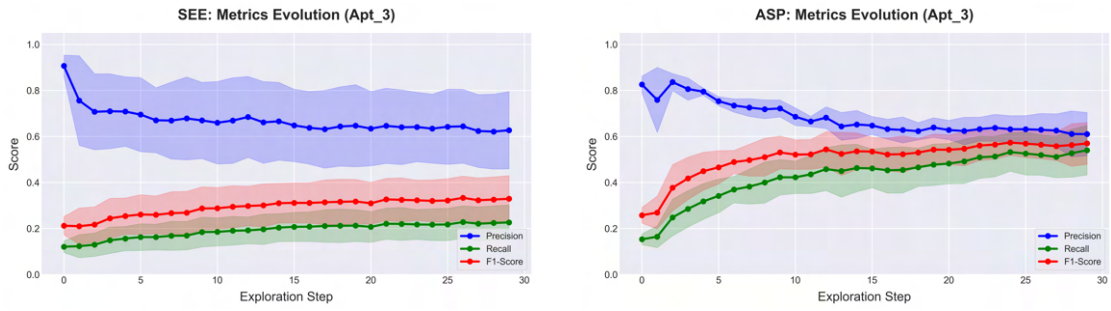 SEE: Metrics Evolution (Apt_3)
1.0
0.8
0.6
0.4
0.2
0.0
Score
0 5 10 15 20 25 30
Exploration Step
Precision
Recall
F1-Score
ASP: Metrics Evolution (Apt_3)
1.0
0.8
0.6
0.4
0.2
0.0
Score
0 5 10 15 20 25 30
Exploration Step
Precision
Recall
F1-Score